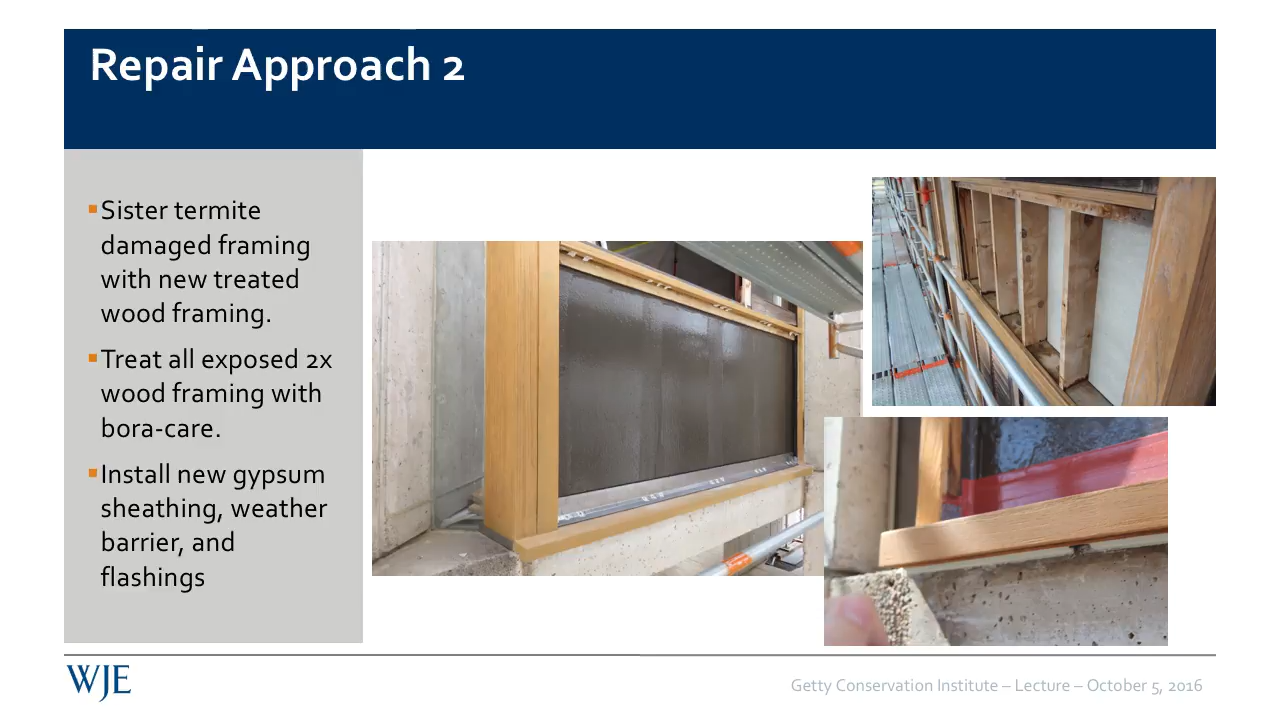 Repair Approach 2
▪Sister termite
damaged framing
with new treated
wood framing.
▪Treat all exposed 2x
wood framing with
bora-care.
▪Install new gypsum
sheathing, weather
barrier, and
flashings
WJE
Getty Conservation Institute – Lecture – October 5, 2016